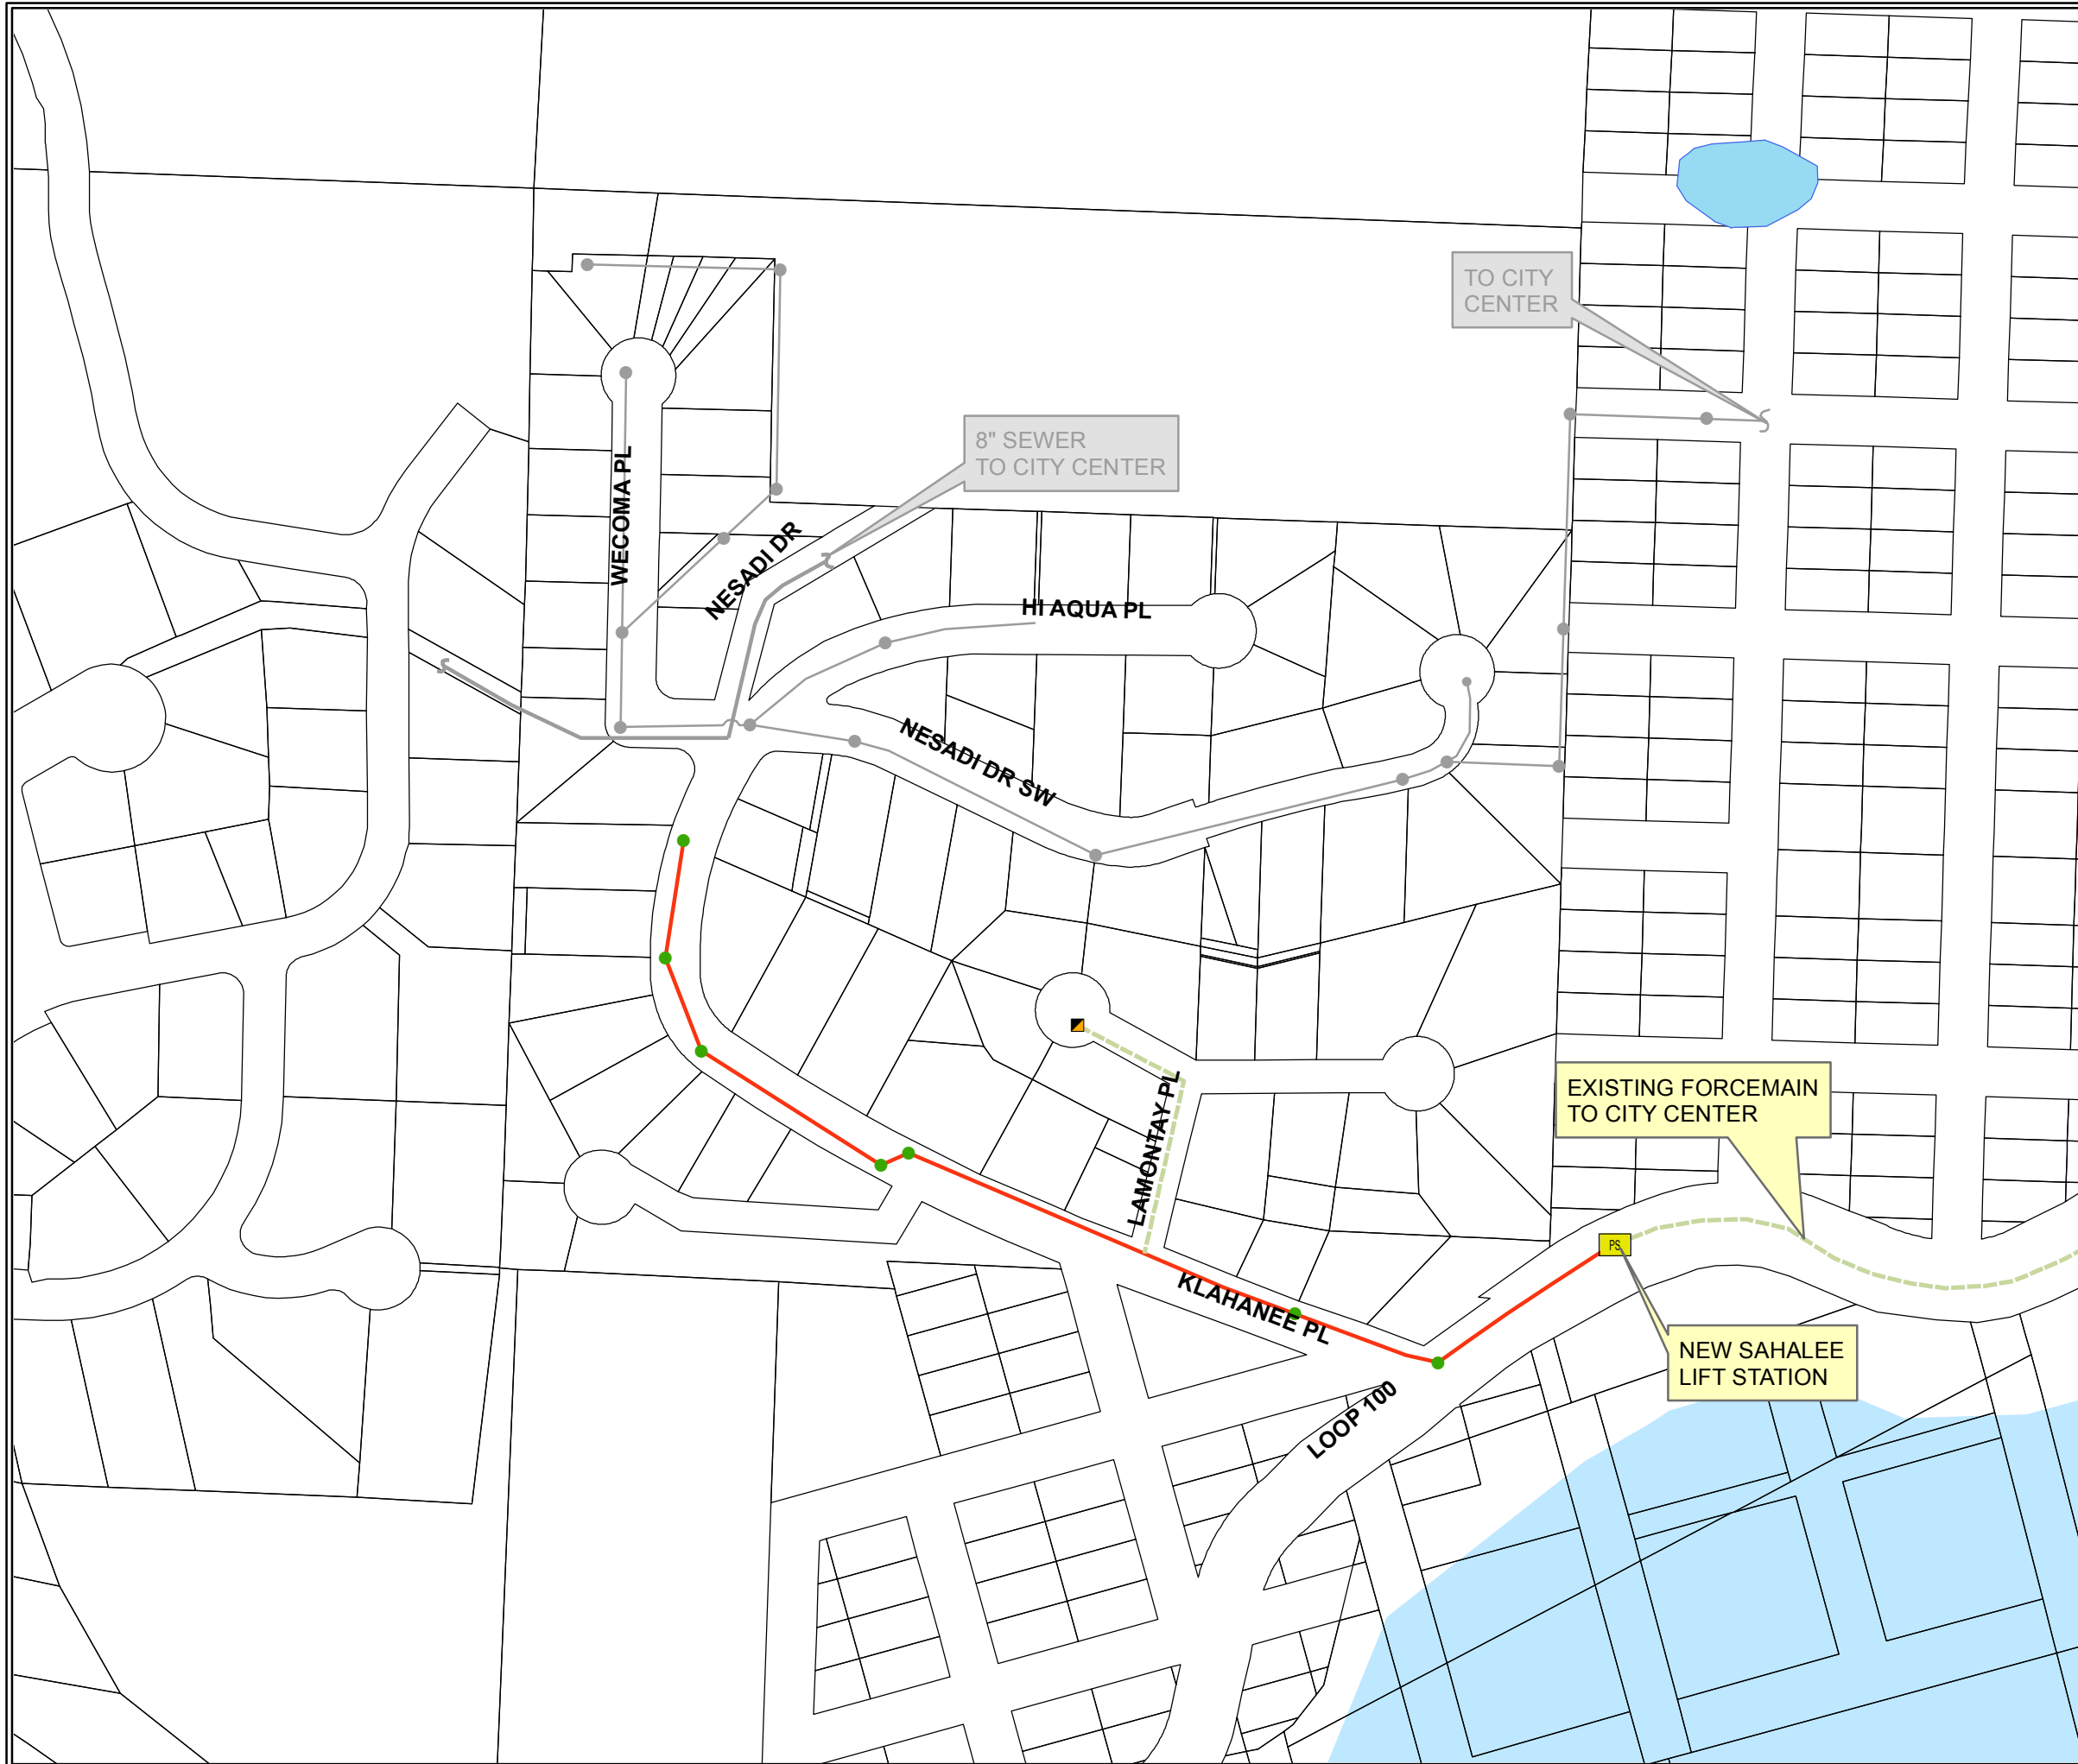 TO CITY
CENTER
8" SEWER
TO CITY CENTER
WECOMA PL
NESADI DR
HI AQUA PL
NESADI DR SW
LAMONTAY PL
EXISTING FORCEMAIN
TO CITY CENTER
PS
KLAHANEE PL
NEW SAHALEE
LIFT STATION
LOOP 100